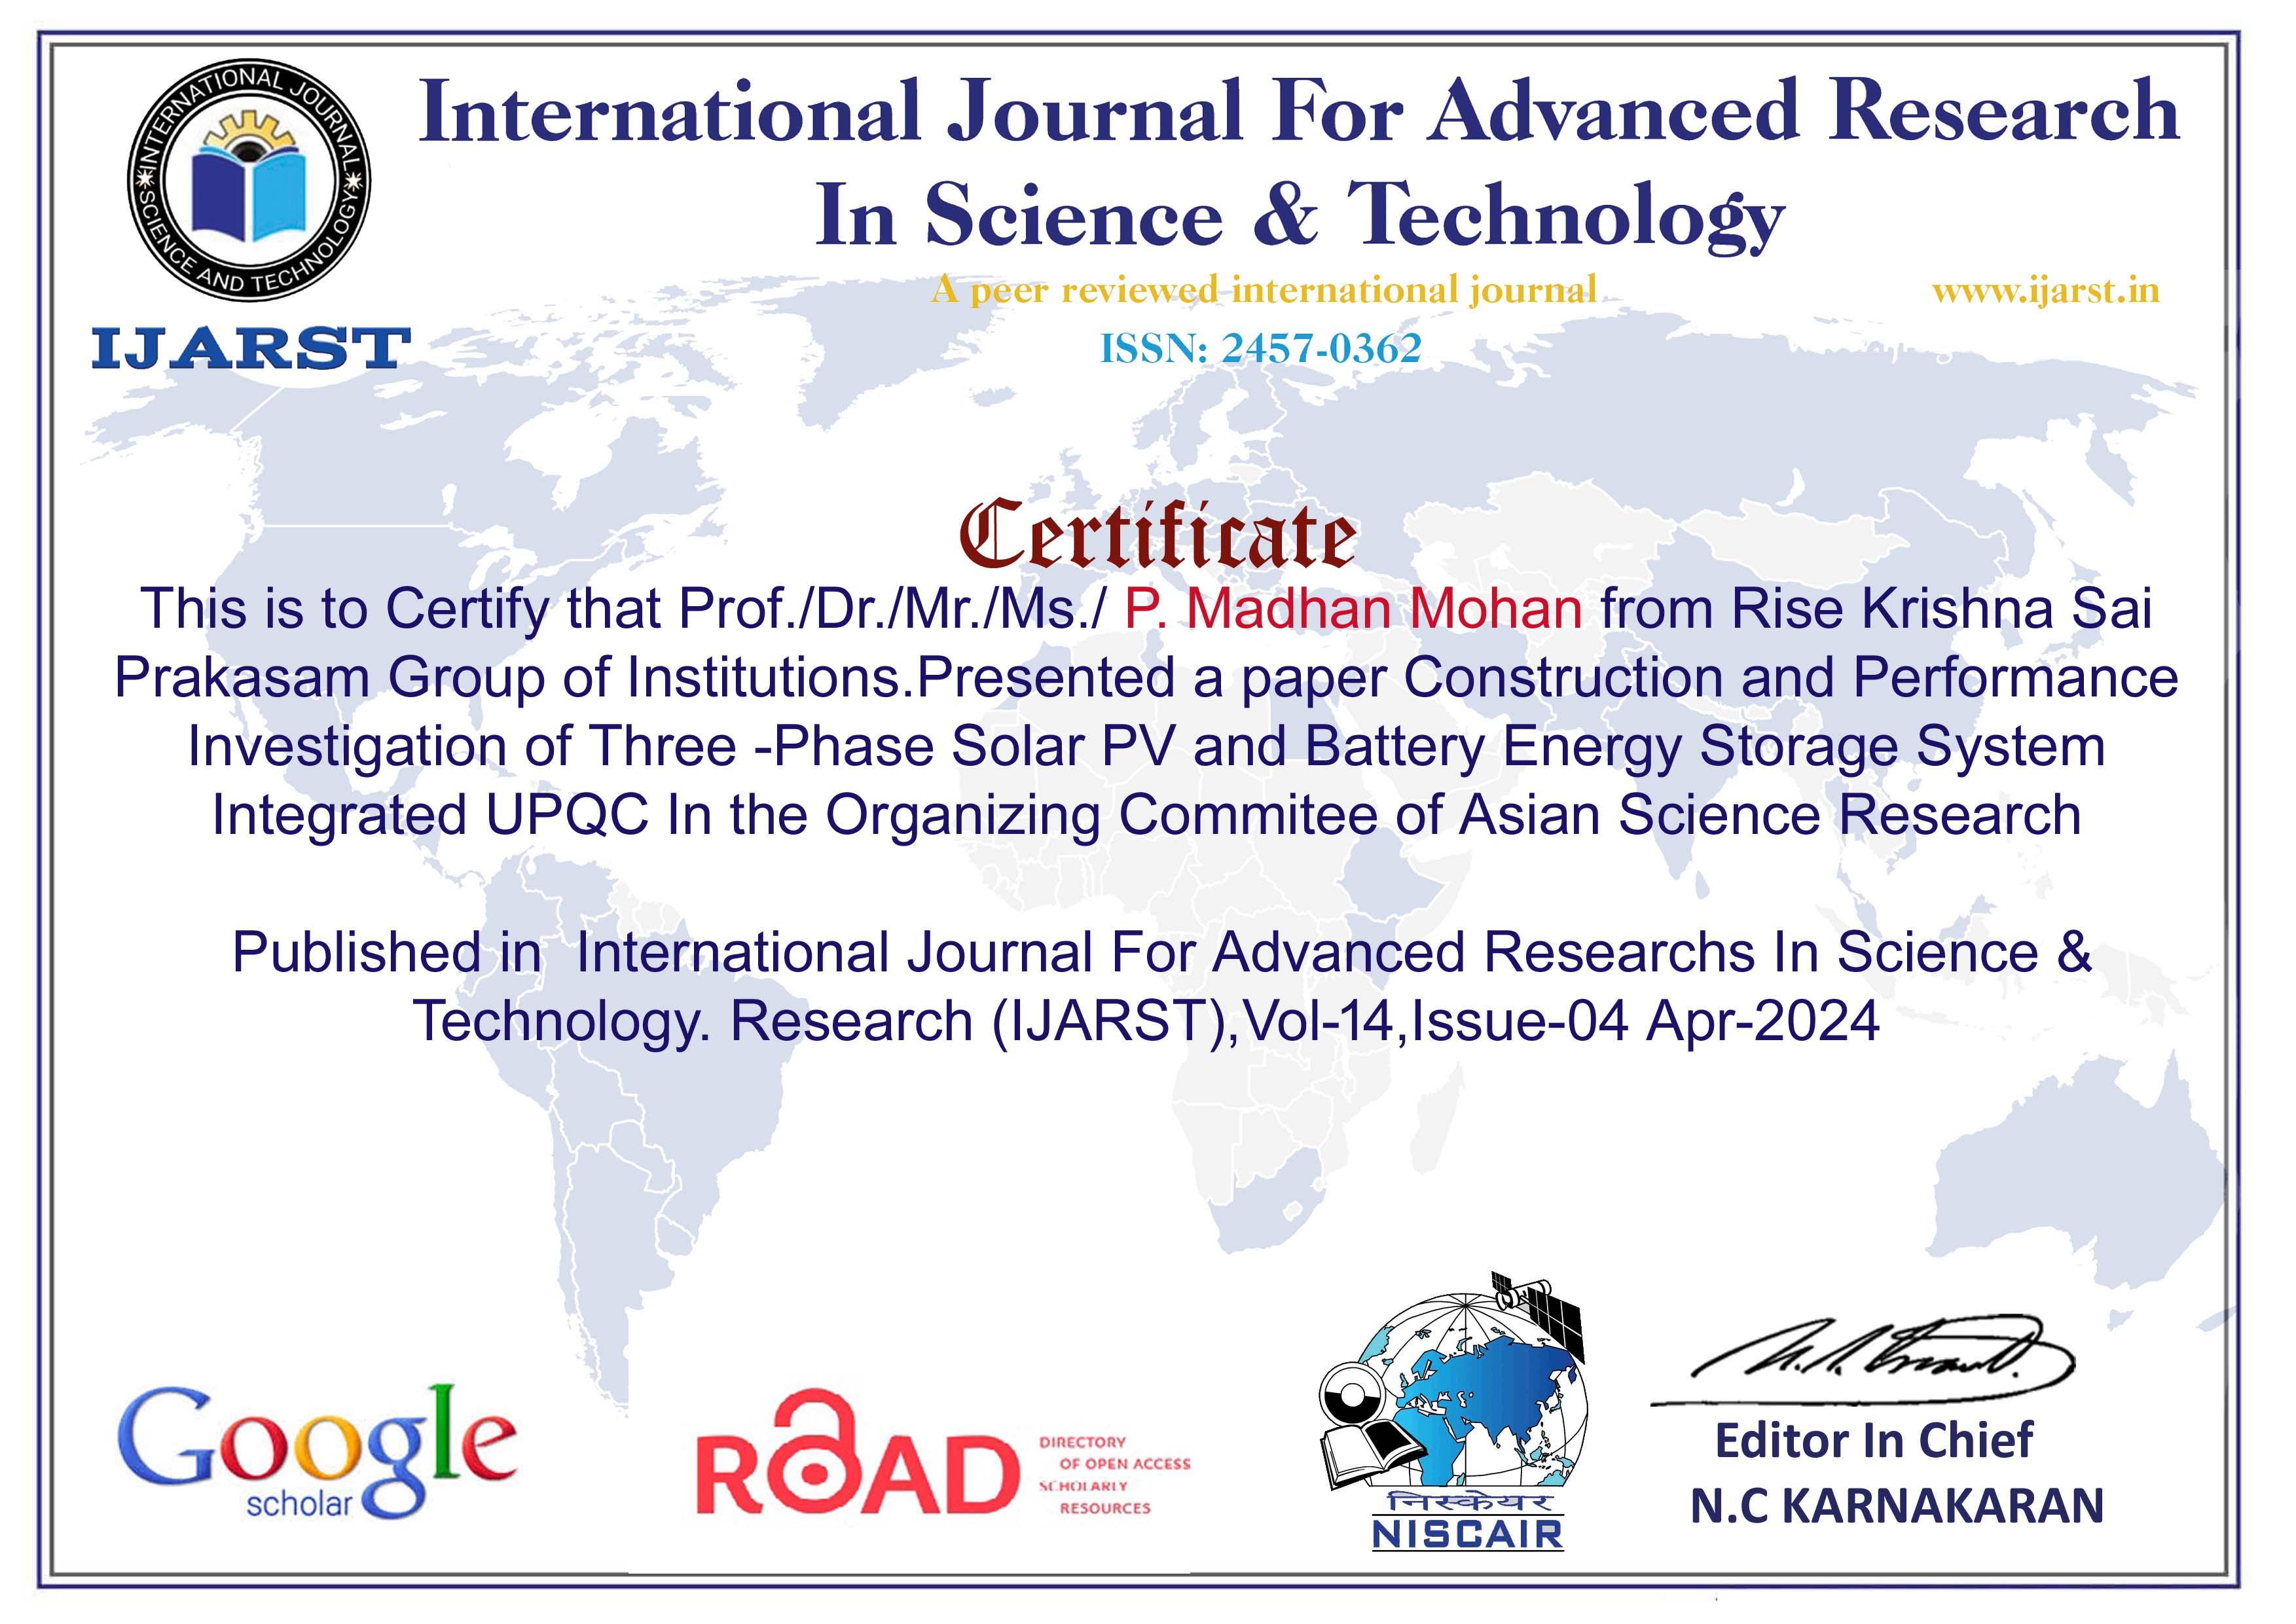 INTERNATIONAL JOURNAL
SCIENCE AND TECHNOLOGY
IJARST
International Journal For Advanced Research
In Science & Technology
A peer reviewed international journal
www.ijarst.in
ISSN: 2457-0362
Certificate
This is to Certify that Prof./Dr./Mr./Ms./ P. Madhan Mohan from Rise Krishna Sai
Prakasam Group of Institutions.Presented a paper Construction and Performance
Investigation of Three -Phase Solar PV and Battery Energy Storage System
Integrated UPQC In the Organizing Commitee of Asian Science Research
Published in  International Journal For Advanced Researchs In Science &
Technology. Research (IJARST),Vol-14,Issue-04 Apr-2024
Google
scholar
ROAD
DIRECTORY
OF OPEN ACCESS
SCHOLARLY
RESOURCES
निस्केयर
NISCAIR
Editor In Chief
N.C KARNAKARAN